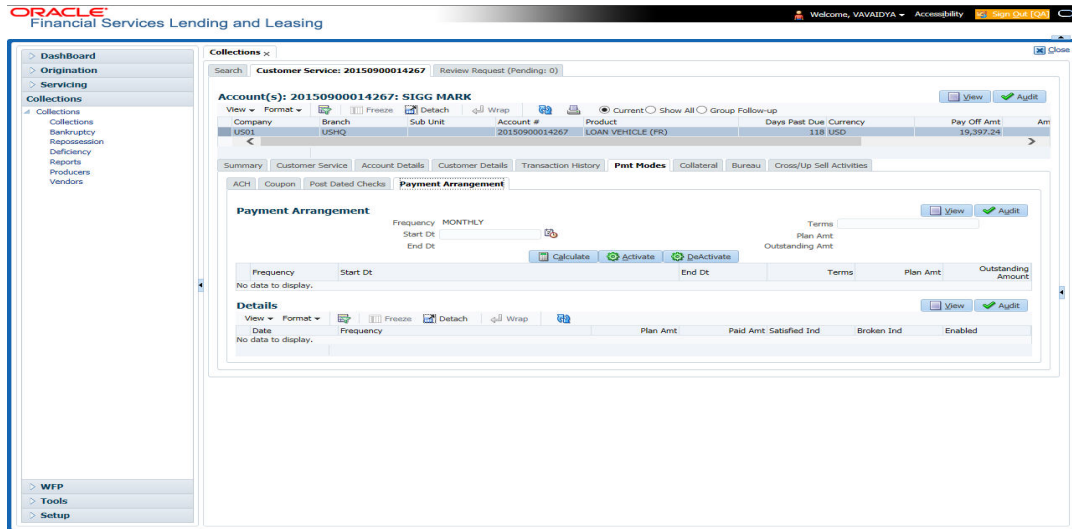 ORACLE
Financial Services Lending and Leasing
Welcome, VAVAIDYA Accessibility Sign Out [QA]
Close
DashBoard
Origination
Servicing
Collections
Collections
Collections
Bankruptcy
Repossession
Deficiency
Reports
Producers
Vendors
WFP
Tools
Setup
Collections ×
Search Customer Service: 20150900014267 Review Request (Pending: 0)
Account(s): 20150900014267: SIGG MARK
View Audit
View Format Freeze Detach Wrap Current Show All Group Follow-up
Company Branch Sub Unit Account # Product Days Past Due Currency Pay Off Amt Am
US01 USHQ 20150900014267 LOAN VEHICLE (FR) 118 USD 19,397.24
Summary Customer Service Account Details Customer Details Transaction History Pmt Modes Collateral Bureau Cross/Up Sell Activities
ACH Coupon Post Dated Checks Payment Arrangement
Payment Arrangement
View Audit
Frequency MONTHLY Terms
Start Dt Plan Amt
End Dt Outstanding Amt
Calculate Activate DeActivate
Frequency Start Dt End Dt Terms Plan Amt Outstanding Amount
No data to display.
Details
View Audit
View Format Freeze Detach Wrap
Date Frequency Plan Amt Paid Amt Satisfied Ind Broken Ind Enabled
No data to display.